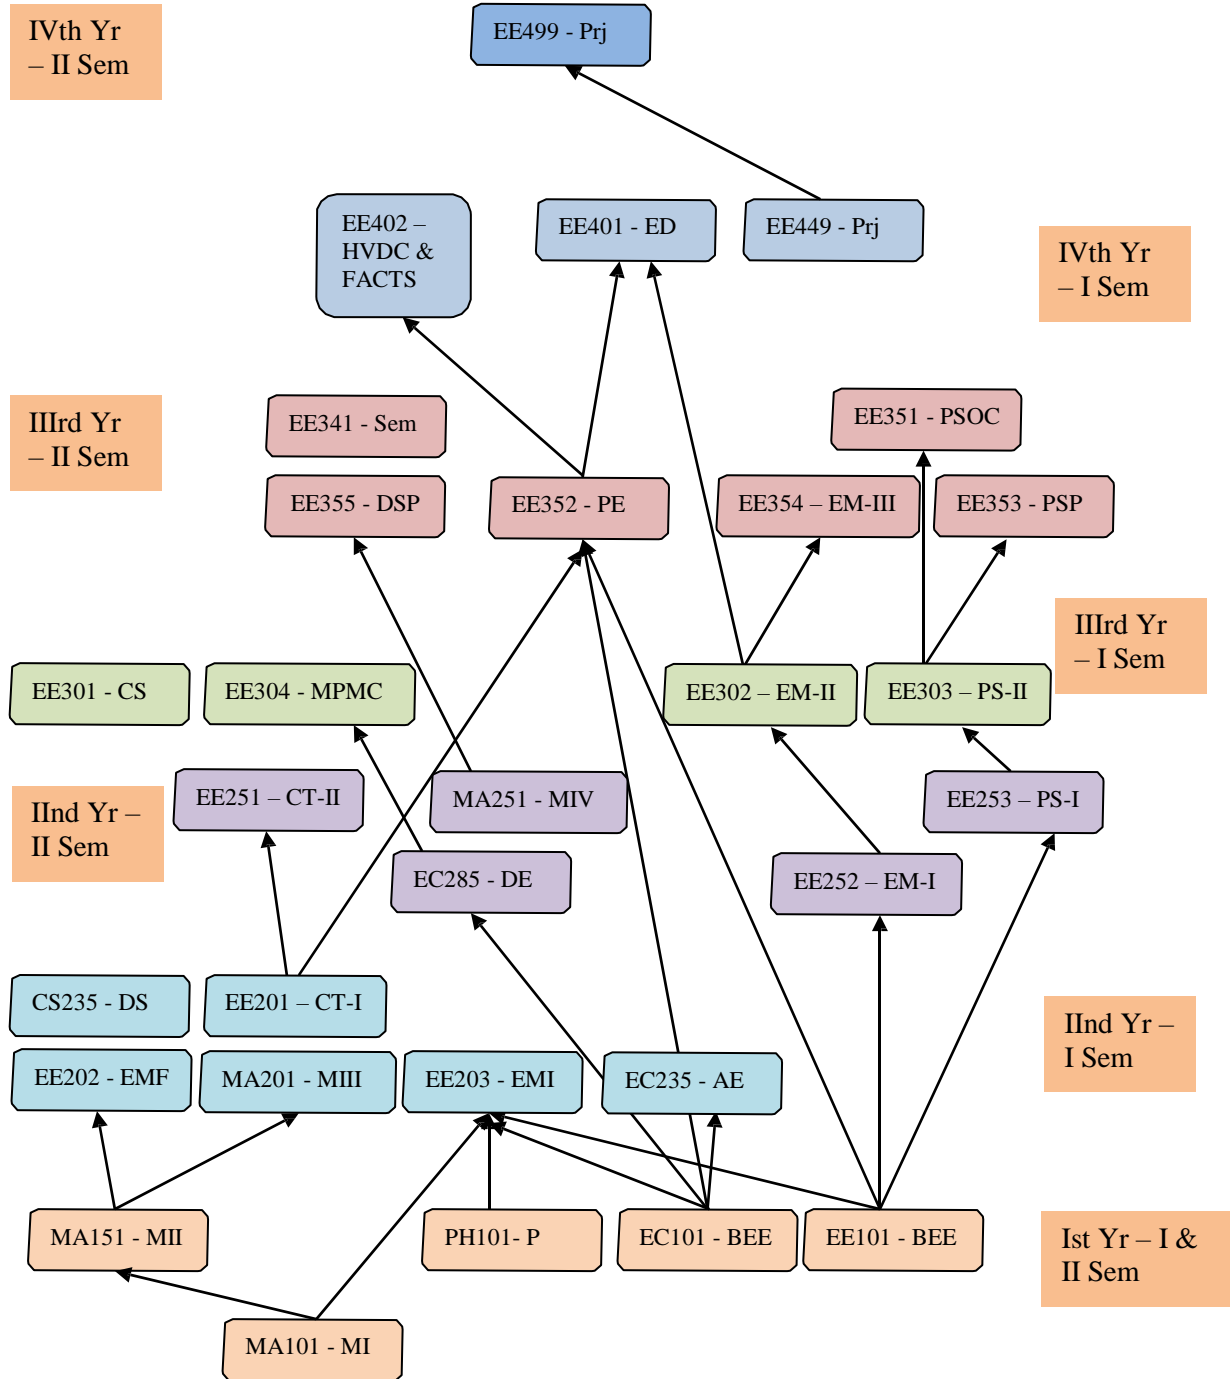 IVth Yr
– II Sem
EE499 - Prj
EE402 –
HVDC &
FACTS
EE401 - ED
EE449 - Prj
IVth Yr
– I Sem
IIIrd Yr
– II Sem
EE341 - Sem
EE351 - PSOC
EE355 - DSP
EE352 - PE
EE354 – EM-III
EE353 - PSP
IIIrd Yr
– I Sem
EE301 - CS
EE304 - MPMC
EE302 – EM-II
EE303 – PS-II
IInd Yr –
II Sem
EE251 – CT-II
MA251 - MIV
EE253 – PS-I
EC285 - DE
EE252 – EM-I
CS235 - DS
EE201 – CT-I
IInd Yr –
I Sem
EE202 - EMF
MA201 - MIII
EE203 - EMI
EC235 - AE
MA151 - MII
PH101- P
EC101 - BEE
EE101 - BEE
Ist Yr – I &
II Sem
MA101 - MI